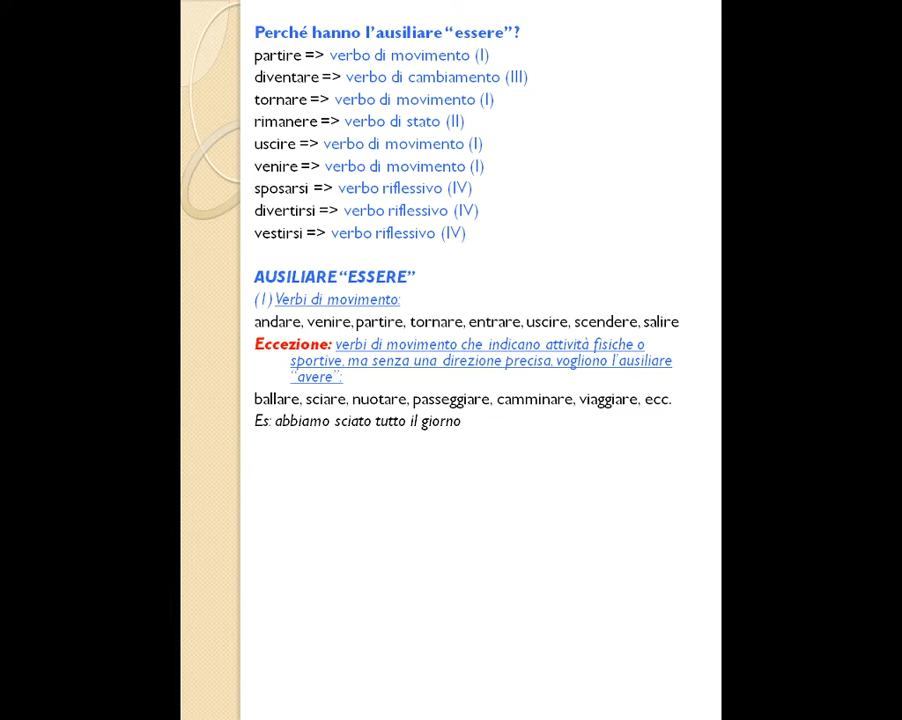 Perché hanno l'ausiliare "essere"?
partire => verbo di movimento (I)
diventare => verbo di cambiamento (III)
tornare => verbo di movimento (I)
rimanere => verbo di stato (II)
uscire => verbo di movimento (I)
venire => verbo di movimento (I)
sposarsi => verbo riflessivo (IV)
divertirsi => verbo riflessivo (IV)
vestirsi => verbo riflessivo (IV)
AUSILIARE "ESSERE"
(1) Verbi di movimento:
andare, venire, partire, tornare, entrare, uscire, scendere, salire
Eccezione: verbi di movimento che indicano attività fisiche o
sportive, ma senza una direzione precisa, vogliono l'ausiliare
"avere":
ballare, sciare, nuotare, passeggiare, camminare, viaggiare, ecc.
Es: abbiamo sciato tutto il giorno